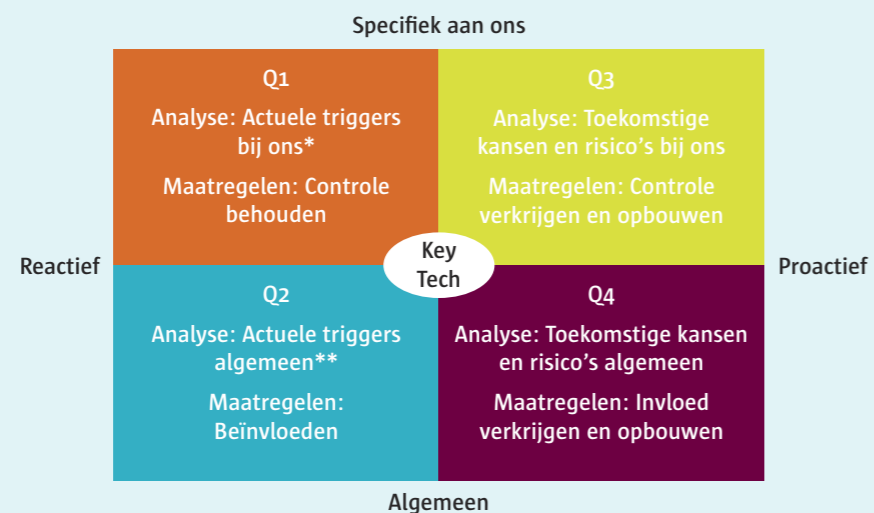 Specifiek aan ons
Q1
Analyse: Actuele triggers
bij ons*
Maatregelen: Controle
behouden
Q3
Analyse: Toekomstige
kansen en risico’s bij ons
Maatregelen: Controle
verkrijgen en opbouwen
Reactief
Key
Tech
Proactief
Q2
Analyse: Actuele triggers
algemeen**
Maatregelen:
Beïnvloeden
Q4
Analyse: Toekomstige kansen
en risico’s algemeen
Maatregelen: Invloed
verkrijgen en opbouwen
Algemeen